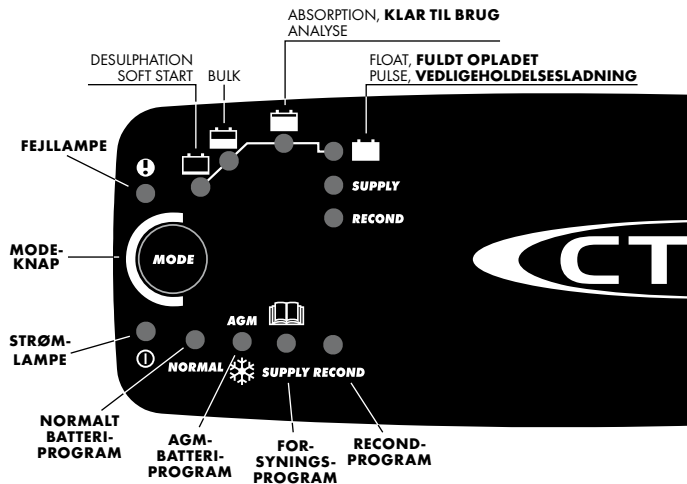 ABSORPTION, KLAR TIL BRUG
ANALYSE
DESULPHATION
SOFT START
BULK
FLOAT, FULDT OPLADET
PULSE, VEDLIGEHOLDELSESLADNING
FEJLLAMPE
SUPPLY
RECOND
MODE-
KNAP
MODE
CT
STRØM-
LAMPE
AGM
NORMAL
SUPPLY RECOND
NORMALT
BATTERI-
PROGRAM
AGM-
BATTERI-
PROGRAM
FOR-
SYNINGS-
PROGRAM
RECOND-
PROGRAM